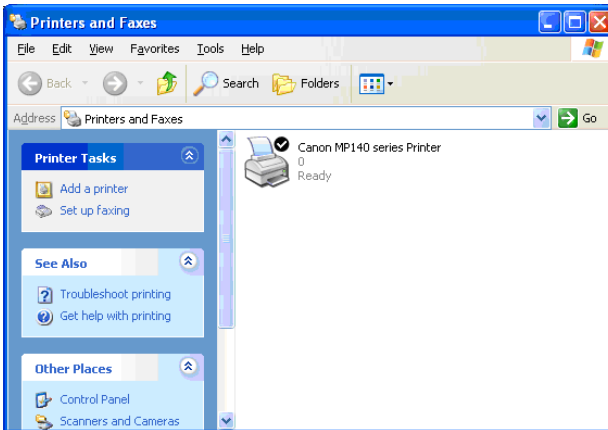 Printers and Faxes
File Edit View Favorites Tools Help
Back Search Folders
Address Printers and Faxes Go
Printer Tasks
Add a printer
Set up faxing
See Also
Troubleshoot printing
Get help with printing
Other Places
Control Panel
Scanners and Cameras
Canon MP140 series Printer
0
Ready